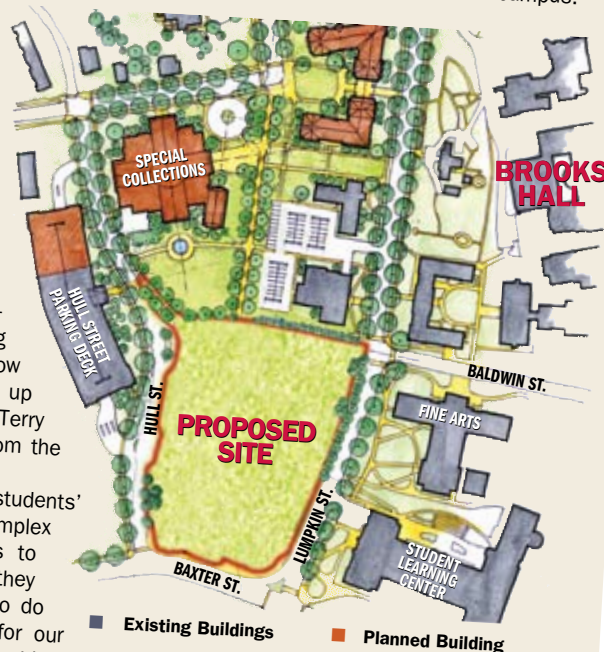 ampus.
SPECIAL
COLLECTIONS
BROOKS
HALL
HULL STREET
PARKING DECK
HULL ST.
PROPOSED
SITE
BALDWIN ST.
FINE ARTS
LUMPKIN ST.
STUDENT
LEARNING
CENTER
BAXTER ST.
g
ow
up
Terry
om the
students'
mplex
s to
they
o do
for our
Existing Buildings
Planned Building